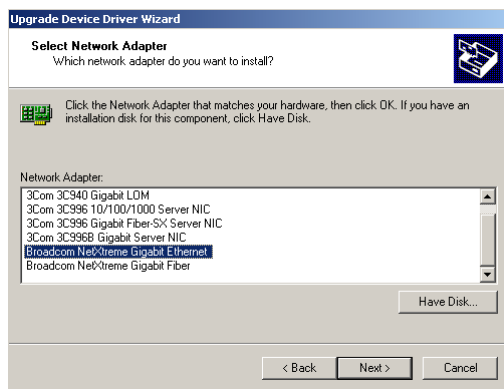 Upgrade Device Driver Wizard
Select Network Adapter
Which network adapter do you want to install?
Click the Network Adapter that matches your hardware, then click OK. If you have an
installation disk for this component, click Have Disk.
Network Adapter:
3Com 3C940 Gigabit LOM
3Com 3C996 10/100/1000 Server NIC
3Com 3C996 Gigabit Fiber-SX Server NIC
3Com 3C996B Gigabit Server NIC
Broadcom NetXtreme Gigabit Ethernet
Broadcom NetXtreme Gigabit Fiber
Have Disk...
< Back
Next >
Cancel